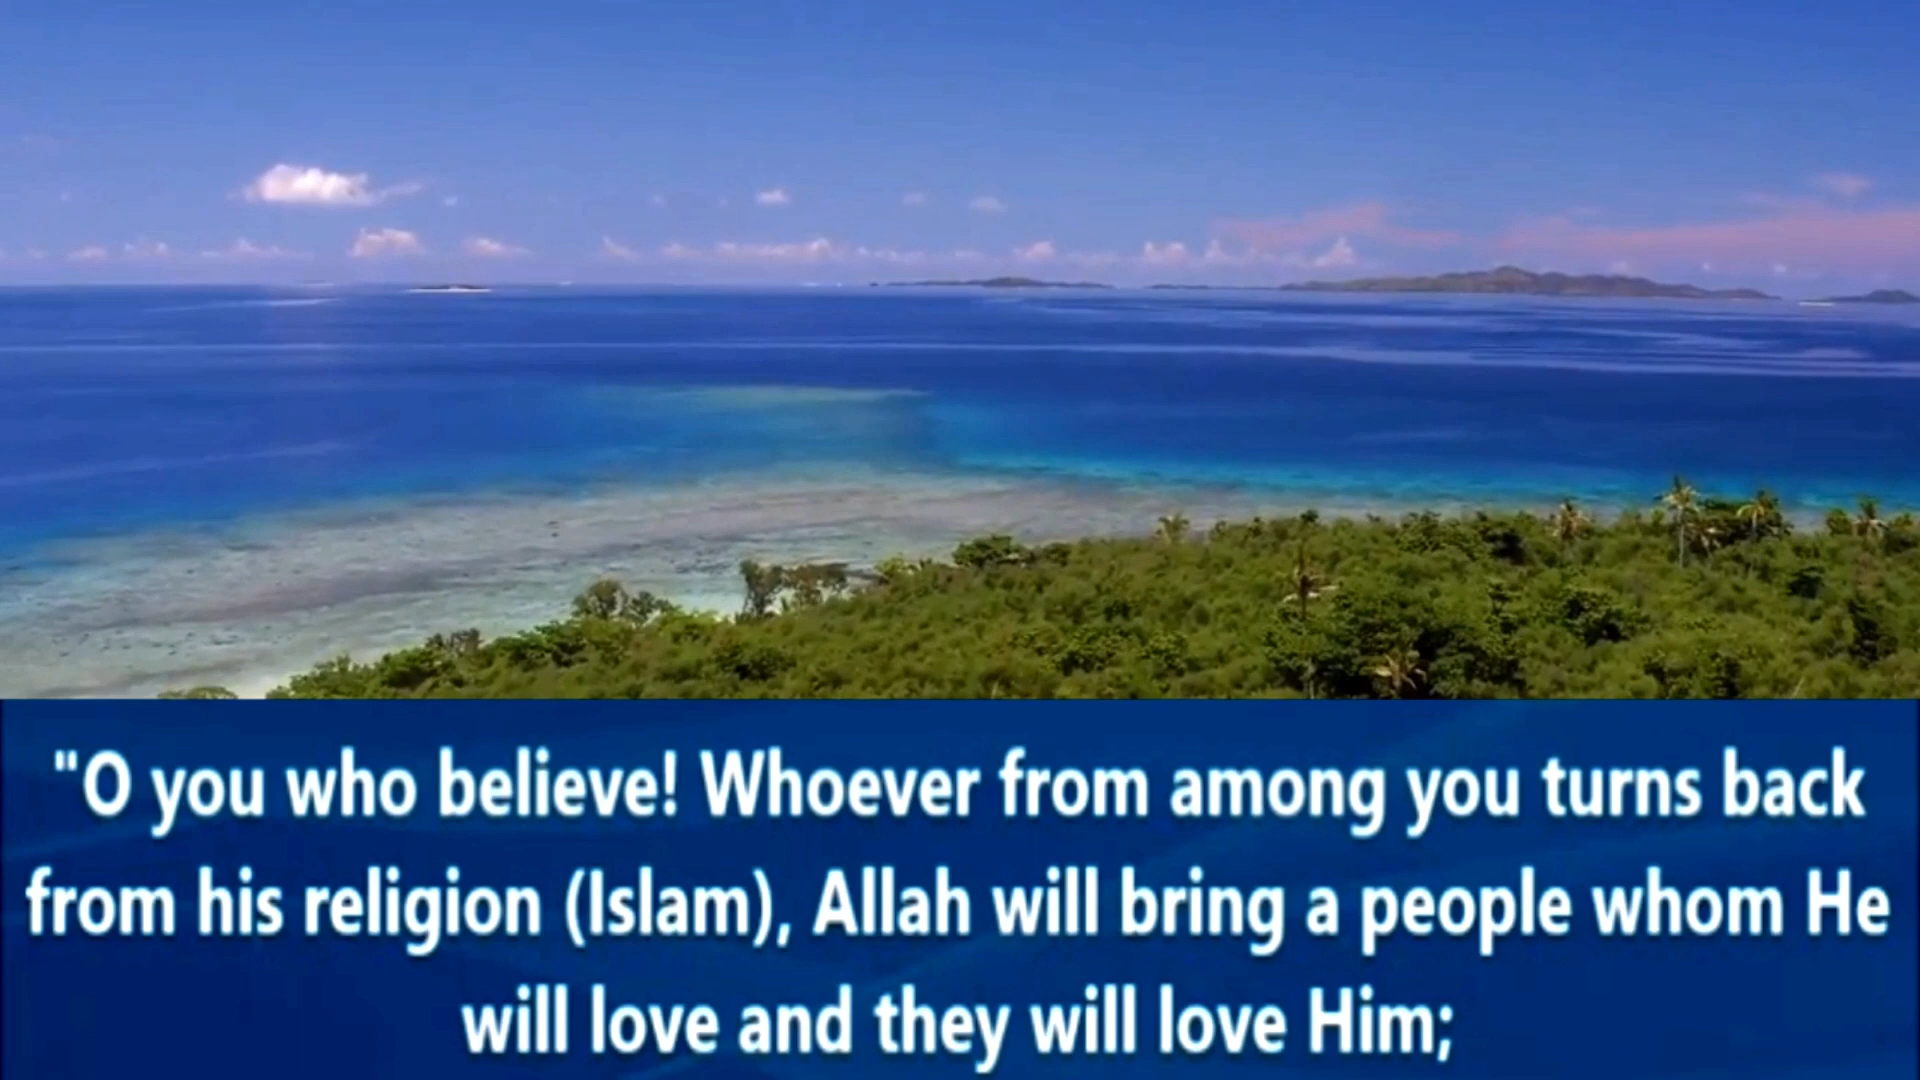 "O you who believe! Whoever from among you turns back
from his religion (Islam), Allah will bring a people whom He
will love and they will love Him;